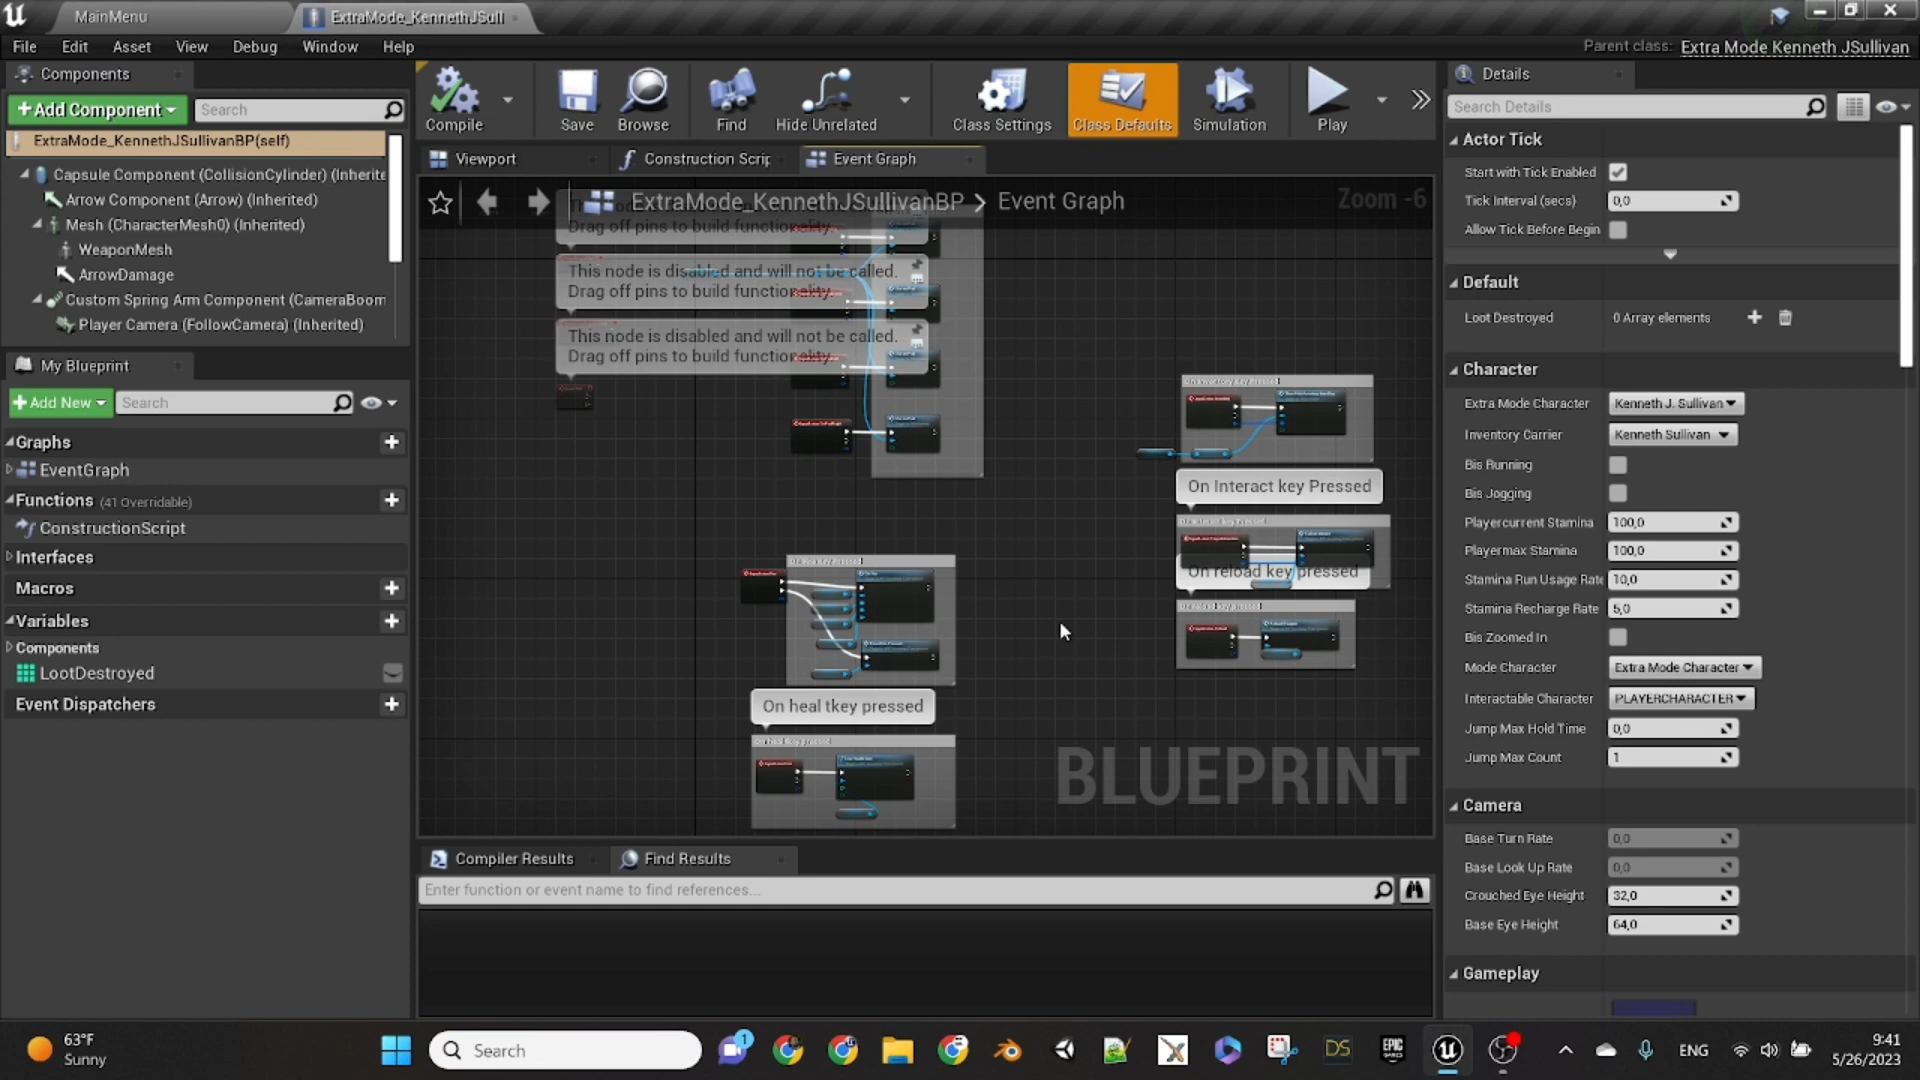 MainMenu
ExtraMode_KennethJSull
File Edit Asset View Debug Window Help
Parent class: Extra Mode Kenneth JSullivan
Components
+Add Component
Search
ExtraMode_KennethJSullivanBP(self)
Capsule Component (CollisionCylinder) (Inherite
Arrow Component (Arrow) (Inherited)
Mesh (CharacterMesh0) (Inherited)
WeaponMesh
ArrowDamage
Custom Spring Arm Component (CameraBoom
Player Camera (FollowCamera) (Inherited)
My Blueprint
+Add New
Search
Graphs
EventGraph
Functions (41 Overridable)
ConstructionScript
Interfaces
Macros
Variables
Components
LootDestroyed
Event Dispatchers
Compile
Save
Browse
Find
Hide Unrelated
Class Settings
Class Defaults
Simulation
Play
Viewport
Construction Scrip
Event Graph
ExtraMode_KennethJSullivanBP > Event Graph
Zoom -6
Drag off pins to build functionality.
This node is disabled and will not be called.
Drag off pins to build functionality.
This node is disabled and will not be called.
Drag off pins to build functionality.
On Interact key Pressed
On reload key pressed
On heal tkey pressed
BLUEPRINT
Compiler Results
Find Results
Enter function or event name to find references...
Details
Search Details
Actor Tick
Start with Tick Enabled
Tick Interval (secs) 0,0
Allow Tick Before Begin
Default
Loot Destroyed 0 Array elements
Character
Extra Mode Character Kenneth J. Sullivan
Inventory Carrier Kenneth Sullivan
Bis Running
Bis Jogging
Playercurrent Stamina 100,0
Playermax Stamina 100,0
Stamina Run Usage Rate 10,0
Stamina Recharge Rate 5,0
Bis Zoomed In
Mode Character Extra Mode Character
Interactable Character PLAYERCHARACTER
Jump Max Hold Time 0,0
Jump Max Count 1
Camera
Base Turn Rate 0,0
Base Look Up Rate 0,0
Crouched Eye Height 32,0
Base Eye Height 64,0
Gameplay
63°F
Sunny
Search
1
DS
EPIC GAMES
ENG
9:41
5/26/2023